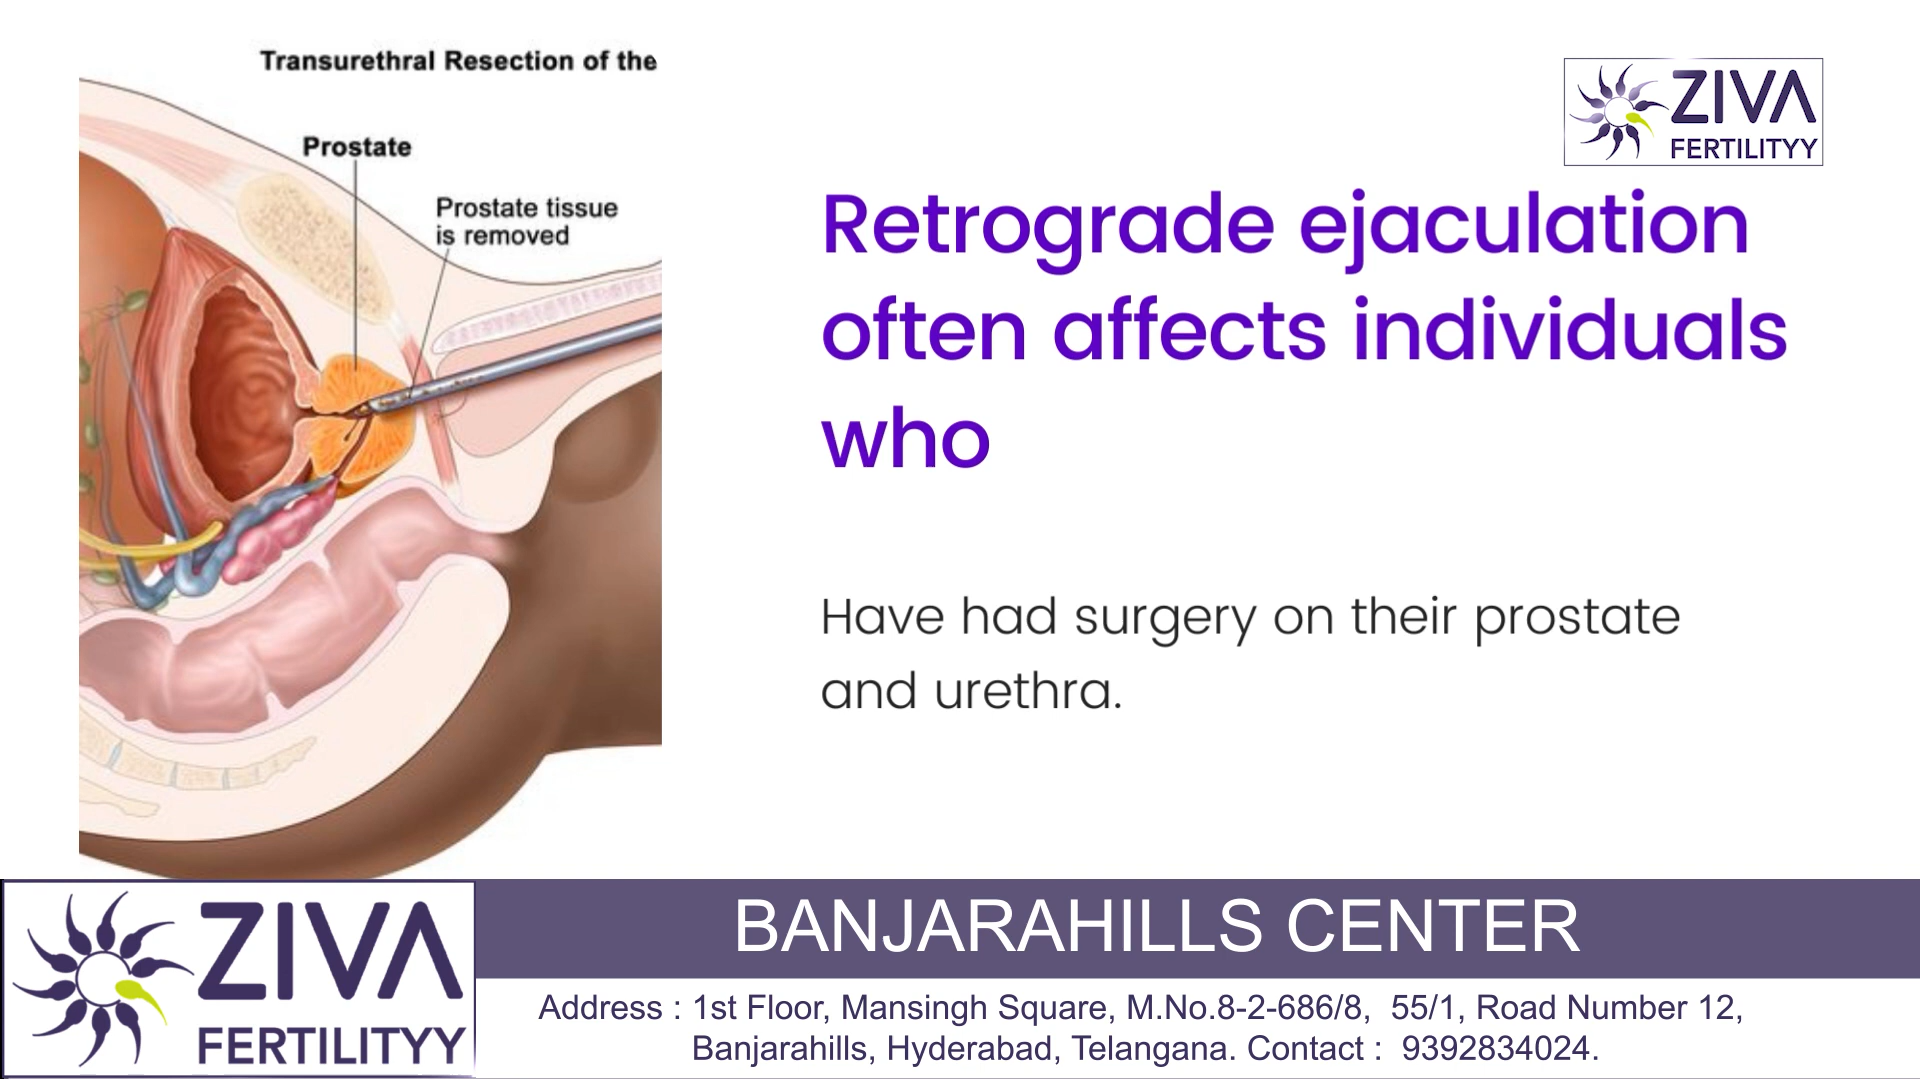 Transurethral Resection of the
Prostate
Prostate tissue
is removed
ZIVA
FERTILITYY
Retrograde ejaculation
often affects individuals
who
Have had surgery on their prostate
and urethra.
ZIVA
FERTILITYY
BANJARAHILLS CENTER
Address : 1st Floor, Mansingh Square, M.No.8-2-686/8, 55/1, Road Number 12,
Banjarahills, Hyderabad, Telangana. Contact : 9392834024.